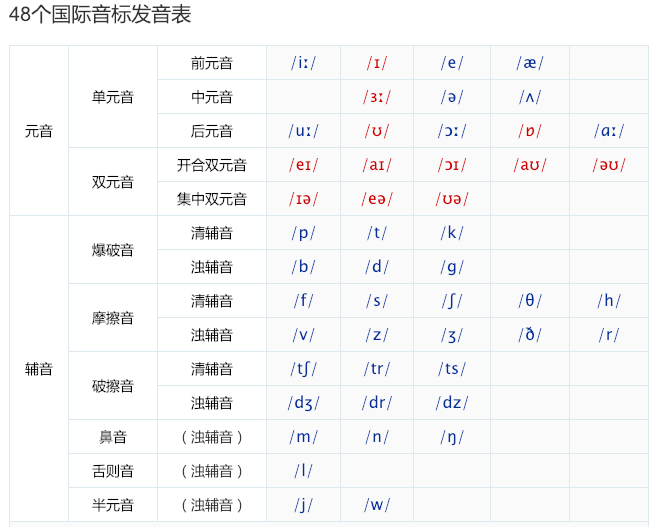 48个国际音标发音表
元音 单元音 前元音 /iː/ /ɪ/ /e/ /æ/
中元音 /ɜː/ /ə/ /ʌ/
后元音 /uː/ /ʊ/ /ɔː/ /ɒ/ /ɑː/
双元音 开合双元音 /eɪ/ /aɪ/ /ɔɪ/ /aʊ/ /əʊ/
集中双元音 /ɪə/ /eə/ /ʊə/
辅音 爆破音 清辅音 /p/ /t/ /k/
浊辅音 /b/ /d/ /ɡ/
摩擦音 清辅音 /f/ /s/ /ʃ/ /θ/ /h/
浊辅音 /v/ /z/ /ʒ/ /ð/ /r/
破擦音 清辅音 /tʃ/ /tr/ /ts/
浊辅音 /dʒ/ /dr/ /dz/
鼻音 （浊辅音） /m/ /n/ /ŋ/
舌则音 （浊辅音） /l/
半元音 （浊辅音） /j/ /w/